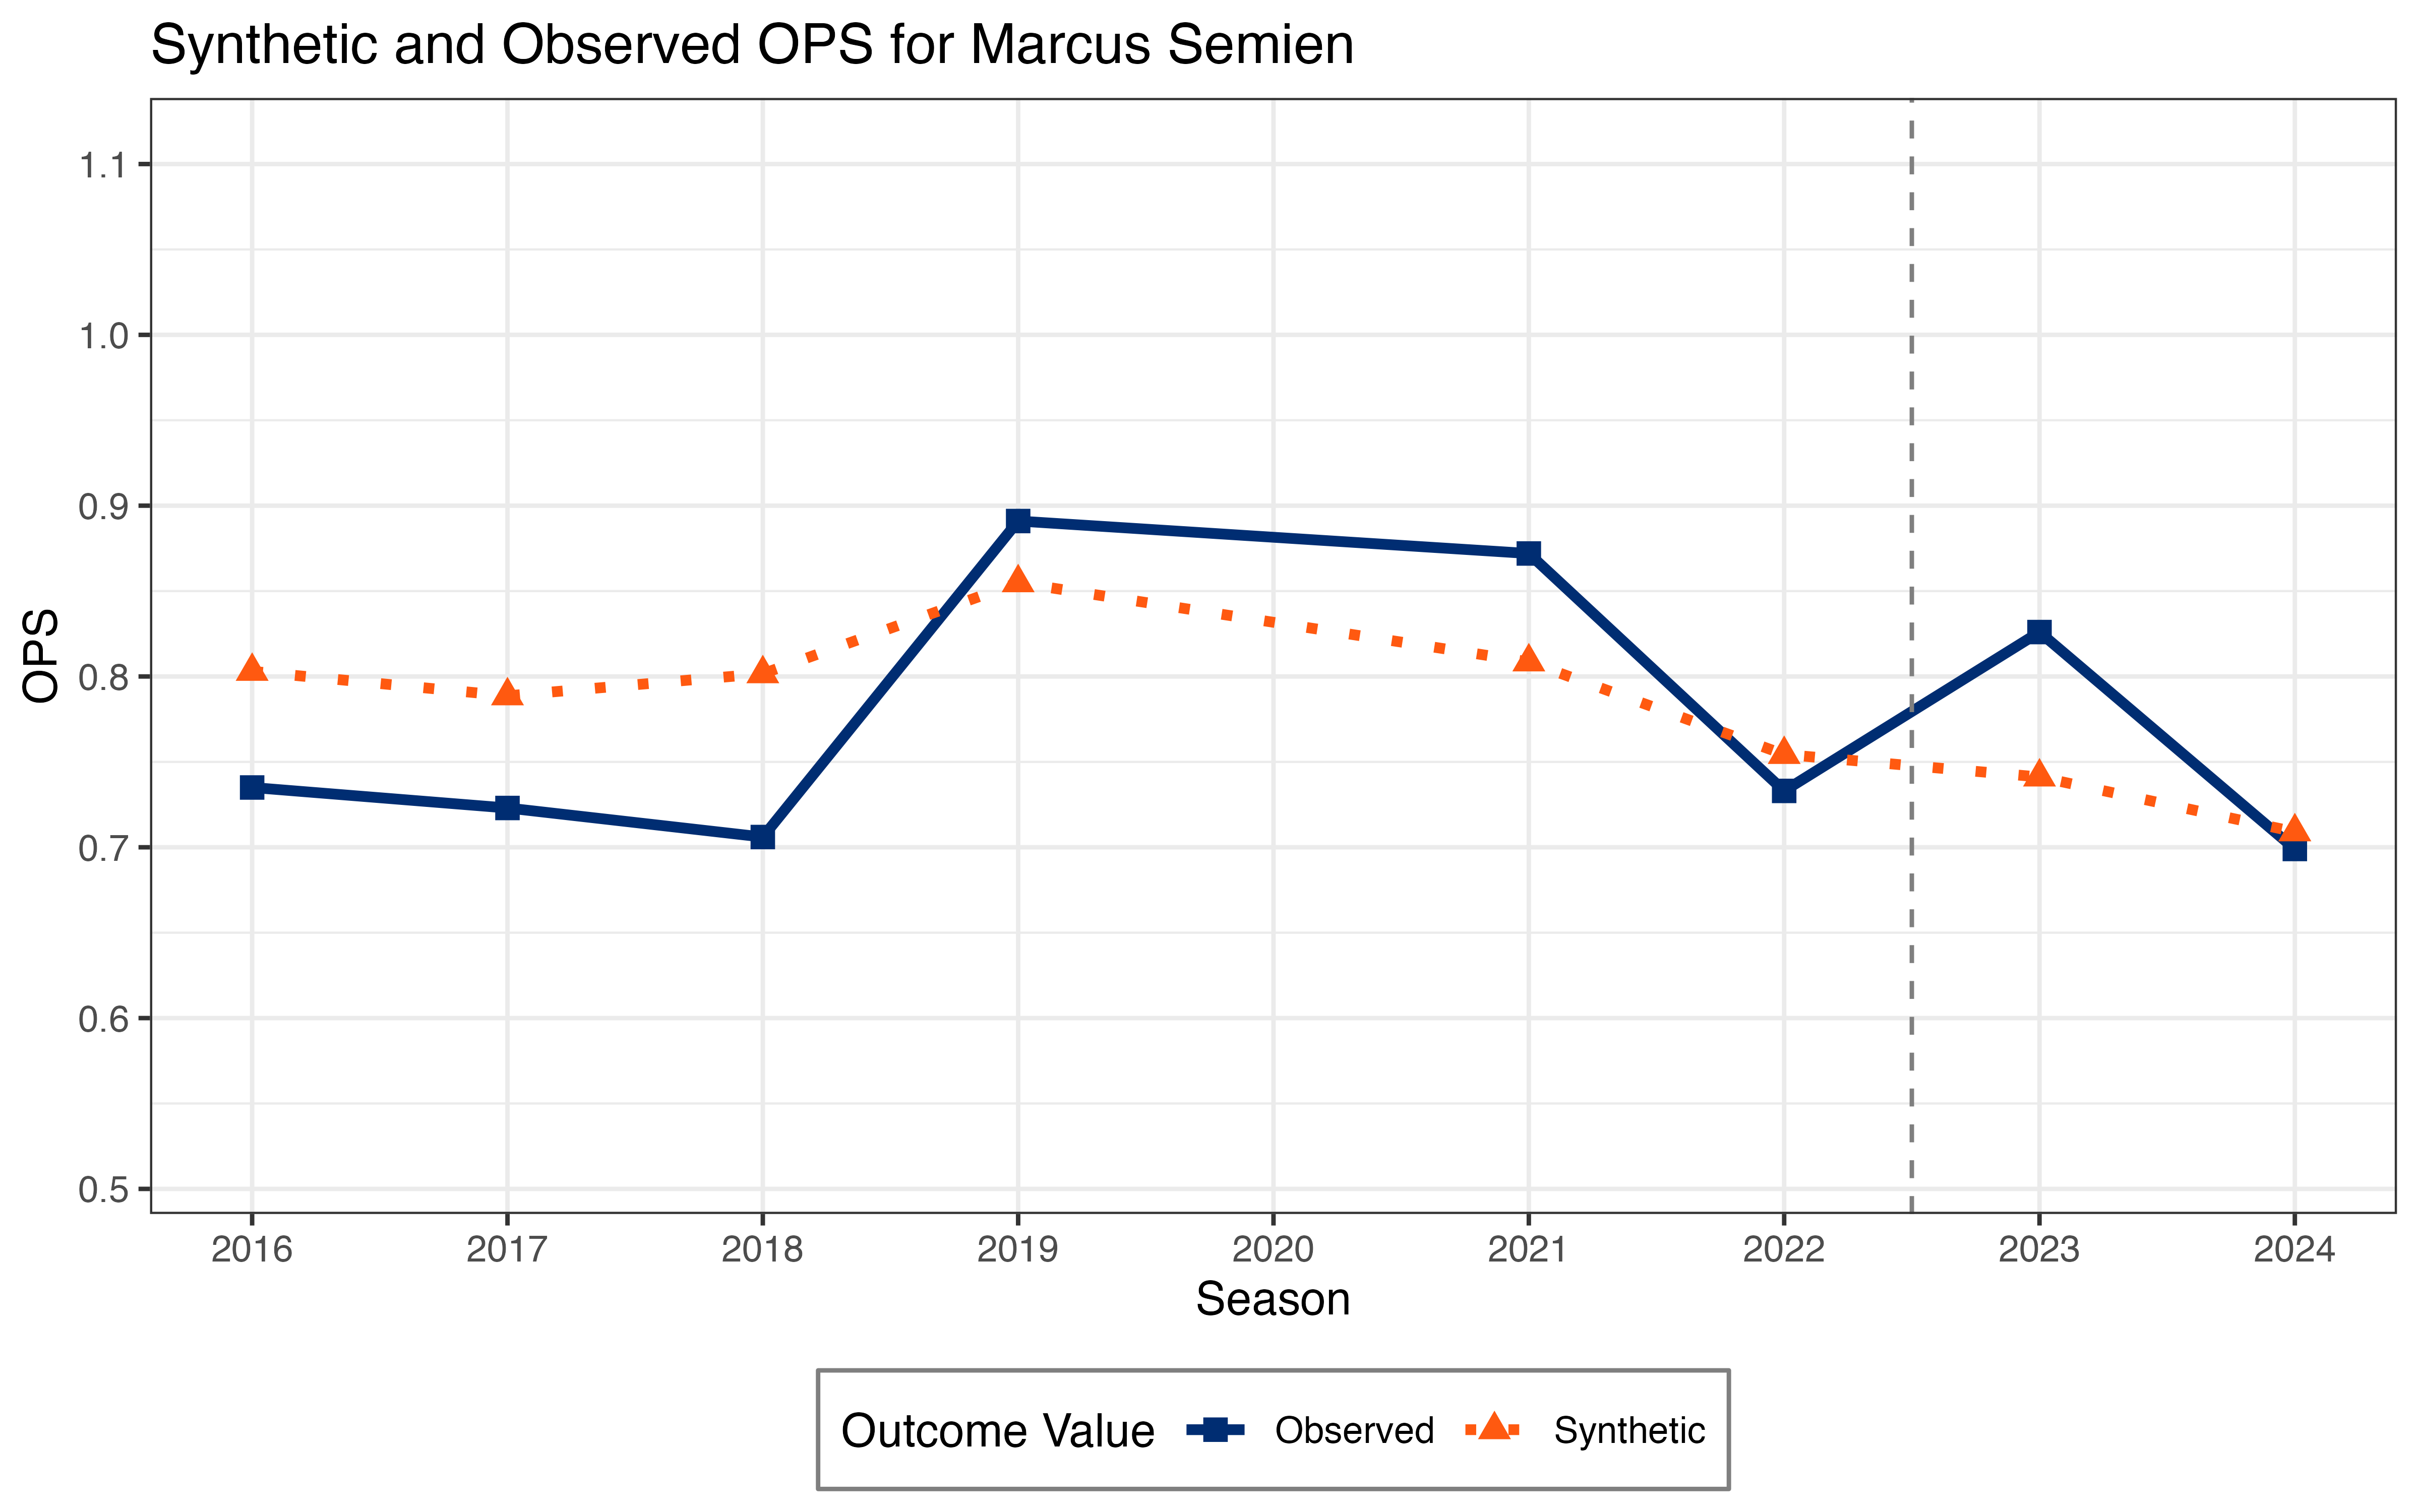 Synthetic and Observed OPS for Marcus Semien
OPS
1.1
1.0
0.9
0.8
0.7
0.6
0.5
2016 2017 2018 2019 2020 2021 2022 2023 2024
Season
Outcome Value Observed Synthetic